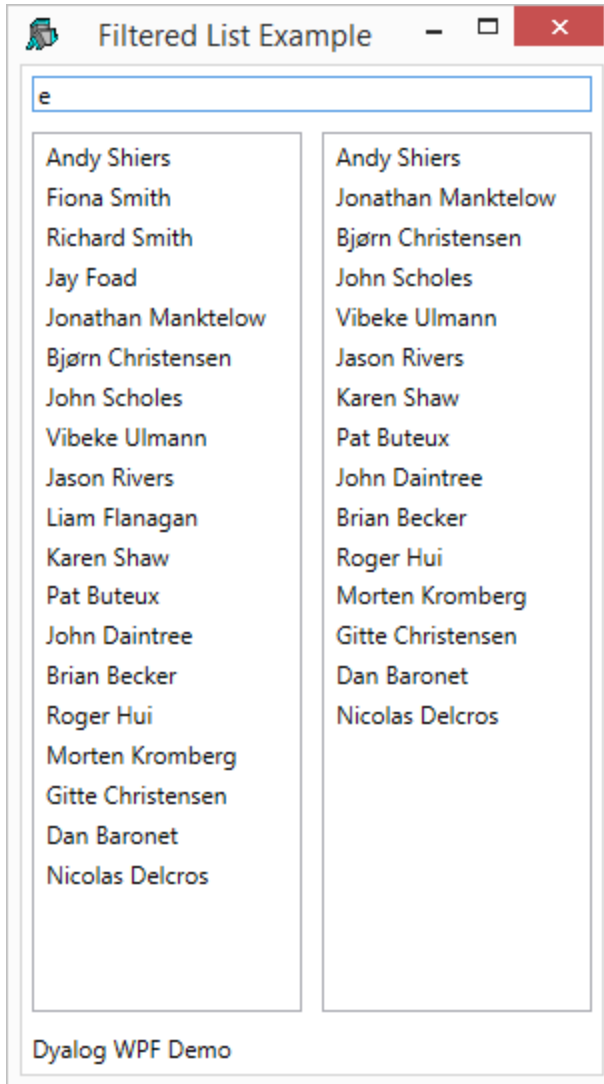 Filtered List Example
e
Andy Shiers
Fiona Smith
Richard Smith
Jay Foad
Jonathan Manktelow
Bjørn Christensen
John Scholes
Vibeke Ulmann
Jason Rivers
Liam Flanagan
Karen Shaw
Pat Buteux
John Daintree
Brian Becker
Roger Hui
Morten Kromberg
Gitte Christensen
Dan Baronet
Nicolas Delcros
Andy Shiers
Jonathan Manktelow
Bjørn Christensen
John Scholes
Vibeke Ulmann
Jason Rivers
Karen Shaw
Pat Buteux
John Daintree
Brian Becker
Roger Hui
Morten Kromberg
Gitte Christensen
Dan Baronet
Nicolas Delcros
Dyalog WPF Demo